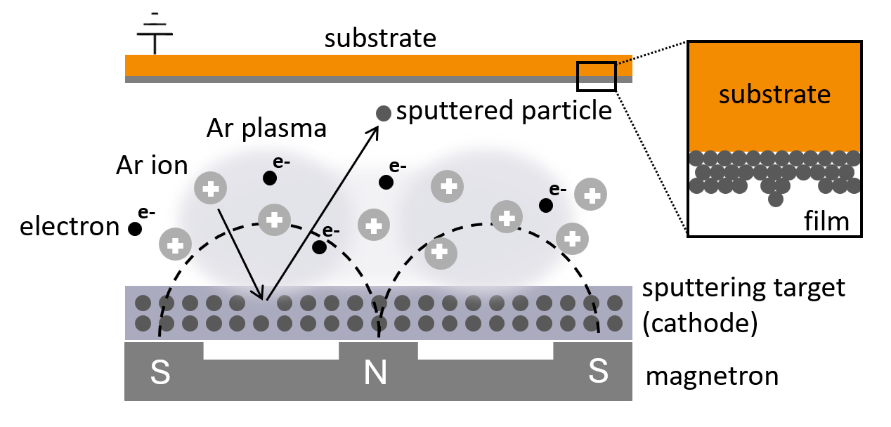 substrate
sputtered particle
Ar plasma
Ar ion
e-
e-
e-
e-
e-
electron
substrate
film
sputtering target
(cathode)
S
N
S
magnetron